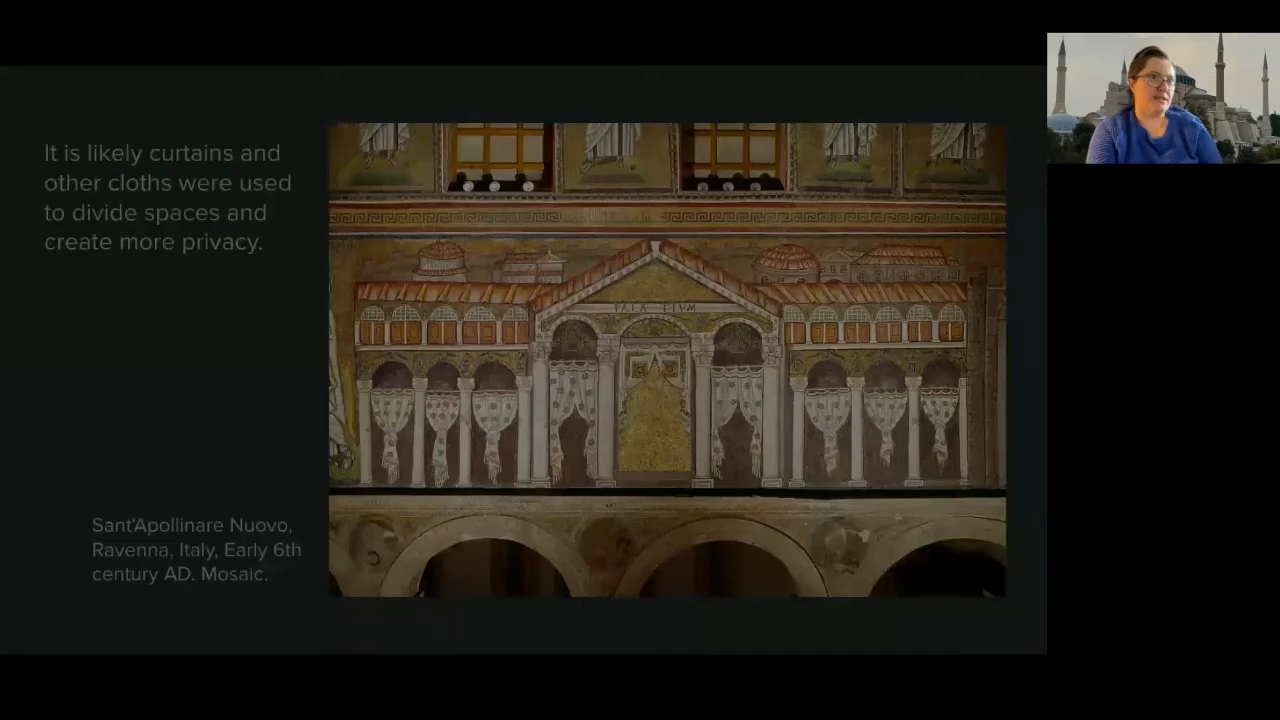 It is likely curtains and
other cloths were used
to divide spaces and
create more privacy.
PALATIVM
Sant'Apollinare Nuovo,
Ravenna, Italy, Early 6th
century AD. Mosaic.